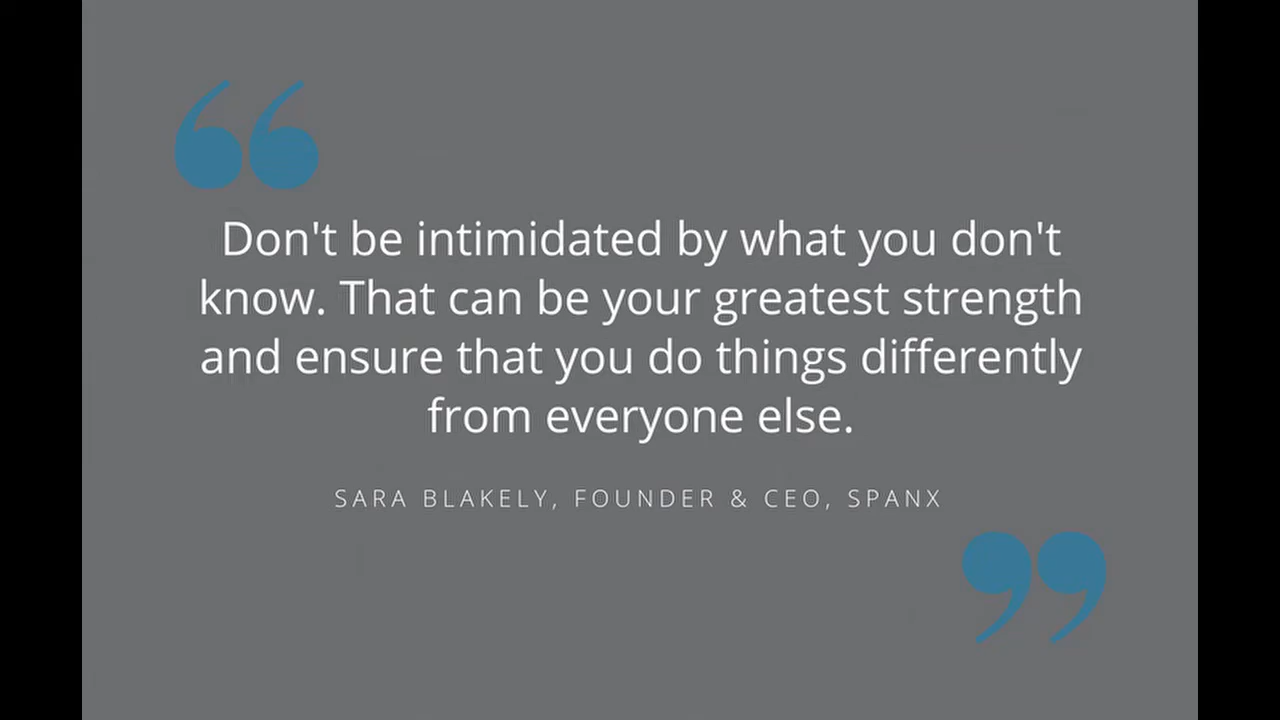 Don't be intimidated by what you don't
know. That can be your greatest strength
and ensure that you do things differently
from everyone else.
SARA BLAKELY, FOUNDER & CEO, SPANX